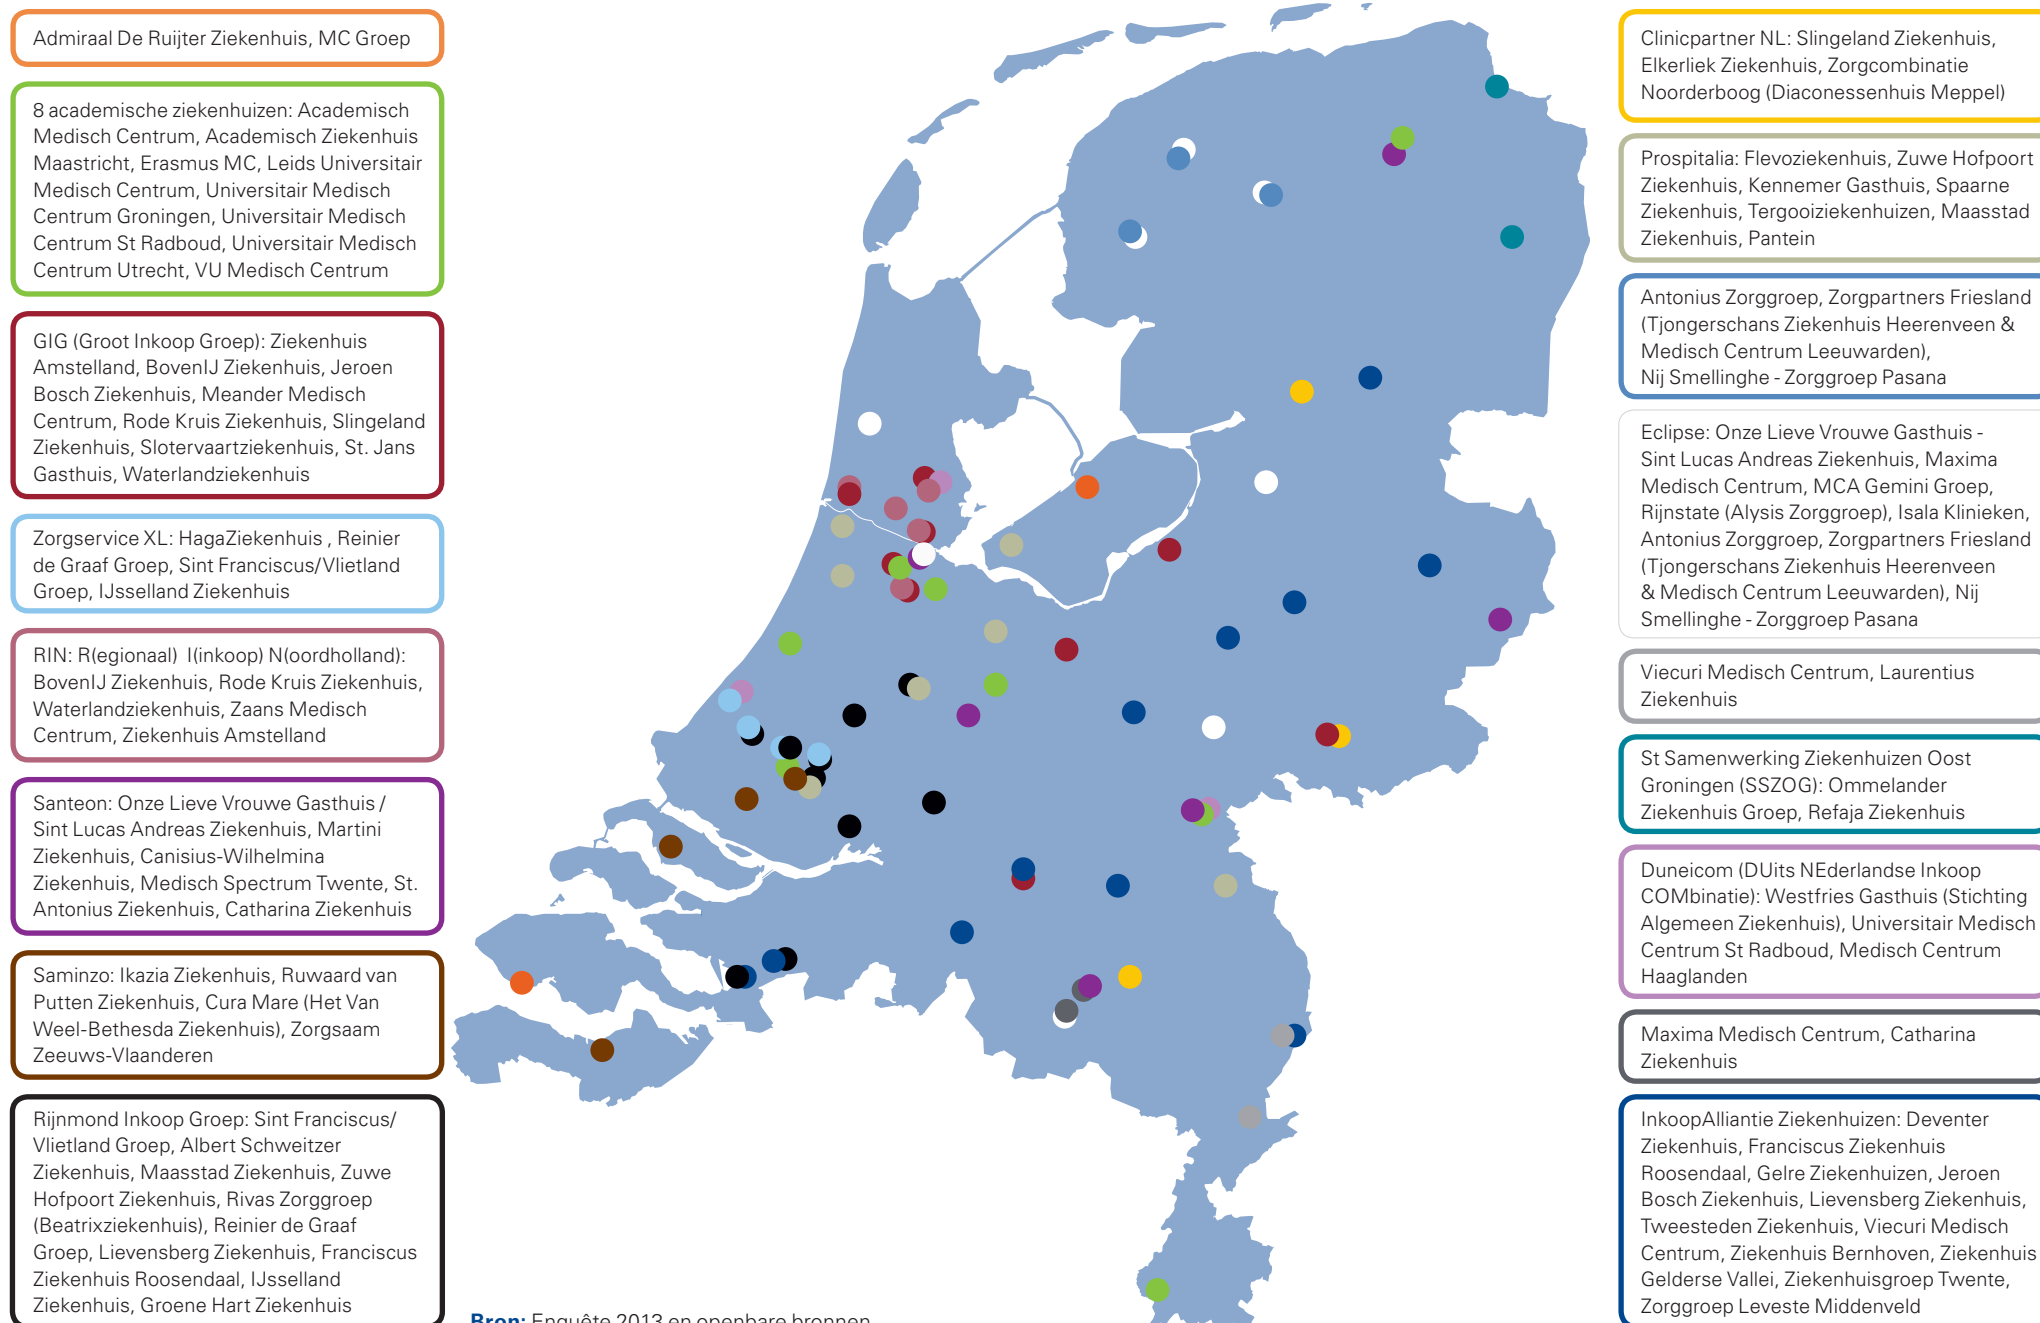 Admiraal De Ruijter Ziekenhuis, MC Groep
8 academische ziekenhuizen: Academisch
Medisch Centrum, Academisch Ziekenhuis
Maastricht, Erasmus MC, Leids Universitair
Medisch Centrum, Universitair Medisch
Centrum Groningen, Universitair Medisch
Centrum St Radboud, Universitair Medisch
Centrum Utrecht, VU Medisch Centrum
GIG (Groot Inkoop Groep): Ziekenhuis
Amstelland, BovenIJ Ziekenhuis, Jeroen
Bosch Ziekenhuis, Meander Medisch
Centrum, Rode Kruis Ziekenhuis, Slingeland
Ziekenhuis, Slotervaartziekenhuis, St. Jans
Gasthuis, Waterlandziekenhuis
Zorgservice XL: HagaZiekenhuis , Reinier
de Graaf Groep, Sint Franciscus/Vlietland
Groep, IJsselland Ziekenhuis
RIN: R(egionaal) I(inkoop) N(oordholland):
BovenIJ Ziekenhuis, Rode Kruis Ziekenhuis,
Waterlandziekenhuis, Zaans Medisch
Centrum, Ziekenhuis Amstelland
Santeon: Onze Lieve Vrouwe Gasthuis /
Sint Lucas Andreas Ziekenhuis, Martini
Ziekenhuis, Canisius-Wilhelmina
Ziekenhuis, Medisch Spectrum Twente, St.
Antonius Ziekenhuis, Catharina Ziekenhuis
Saminzo: Ikazia Ziekenhuis, Ruwaard van
Putten Ziekenhuis, Cura Mare (Het Van
Weel-Bethesda Ziekenhuis), Zorgsaam
Zeeuws-Vlaanderen
Rijnmond Inkoop Groep: Sint Franciscus/
Vlietland Groep, Albert Schweitzer
Ziekenhuis, Maasstad Ziekenhuis, Zuwe
Hofpoort Ziekenhuis, Rivas Zorggroep
(Beatrixziekenhuis), Reinier de Graaf
Groep, Lievensberg Ziekenhuis, Franciscus
Ziekenhuis Roosendaal, IJsselland
Ziekenhuis, Groene Hart Ziekenhuis
Bron: Enquête 2013 en openbare bronnen
Clinicpartner NL: Slingeland Ziekenhuis,
Elkerliek Ziekenhuis, Zorgcombinatie
Noorderboog (Diaconessenhuis Meppel)
Prospitalia: Flevoziekenhuis, Zuwe Hofpoort
Ziekenhuis, Kennemer Gasthuis, Spaarne
Ziekenhuis, Tergooiziekenhuizen, Maasstad
Ziekenhuis, Pantein
Antonius Zorggroep, Zorgpartners Friesland
(Tjongerschans Ziekenhuis Heerenveen &
Medisch Centrum Leeuwarden),
Nij Smellinghe - Zorggroep Pasana
Eclipse: Onze Lieve Vrouwe Gasthuis -
Sint Lucas Andreas Ziekenhuis, Maxima
Medisch Centrum, MCA Gemini Groep,
Rijnstate (Alysis Zorggroep), Isala Klinieken,
Antonius Zorggroep, Zorgpartners Friesland
(Tjongerschans Ziekenhuis Heerenveen
& Medisch Centrum Leeuwarden), Nij
Smellinghe - Zorggroep Pasana
Viecuri Medisch Centrum, Laurentius
Ziekenhuis
St Samenwerking Ziekenhuizen Oost
Groningen (SSZOG): Ommelander
Ziekenhuis Groep, Refaja Ziekenhuis
Duneicom (DUits NEderlandse Inkoop
COMbinatie): Westfries Gasthuis (Stichting
Algemeen Ziekenhuis), Universitair Medisch
Centrum St Radboud, Medisch Centrum
Haaglanden
Maxima Medisch Centrum, Catharina
Ziekenhuis
InkoopAlliantie Ziekenhuizen: Deventer
Ziekenhuis, Franciscus Ziekenhuis
Roosendaal, Gelre Ziekenhuizen, Jeroen
Bosch Ziekenhuis, Lievensberg Ziekenhuis,
Tweesteden Ziekenhuis, Viecuri Medisch
Centrum, Ziekenhuis Bernhoven, Ziekenhuis
Gelderse Vallei, Ziekenhuisgroep Twente,
Zorggroep Leveste Middenveld